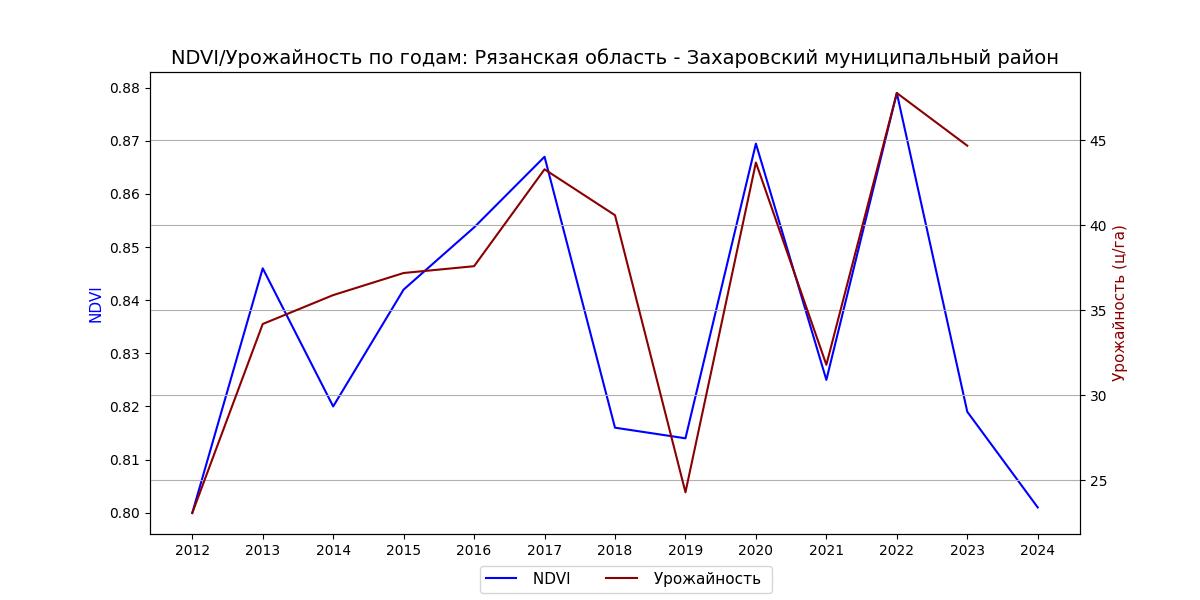 NDVI/Урожайность по годам: Рязанская область - Захаровский муниципальный район
0.88
0.87
0.86
0.85
0.84
0.83
0.82
0.81
0.80
NDVI
45
40
35
30
25
Урожайность (ц/га)
2012 2013 2014 2015 2016 2017 2018 2019 2020 2021 2022 2023 2024
NDVI Урожайность